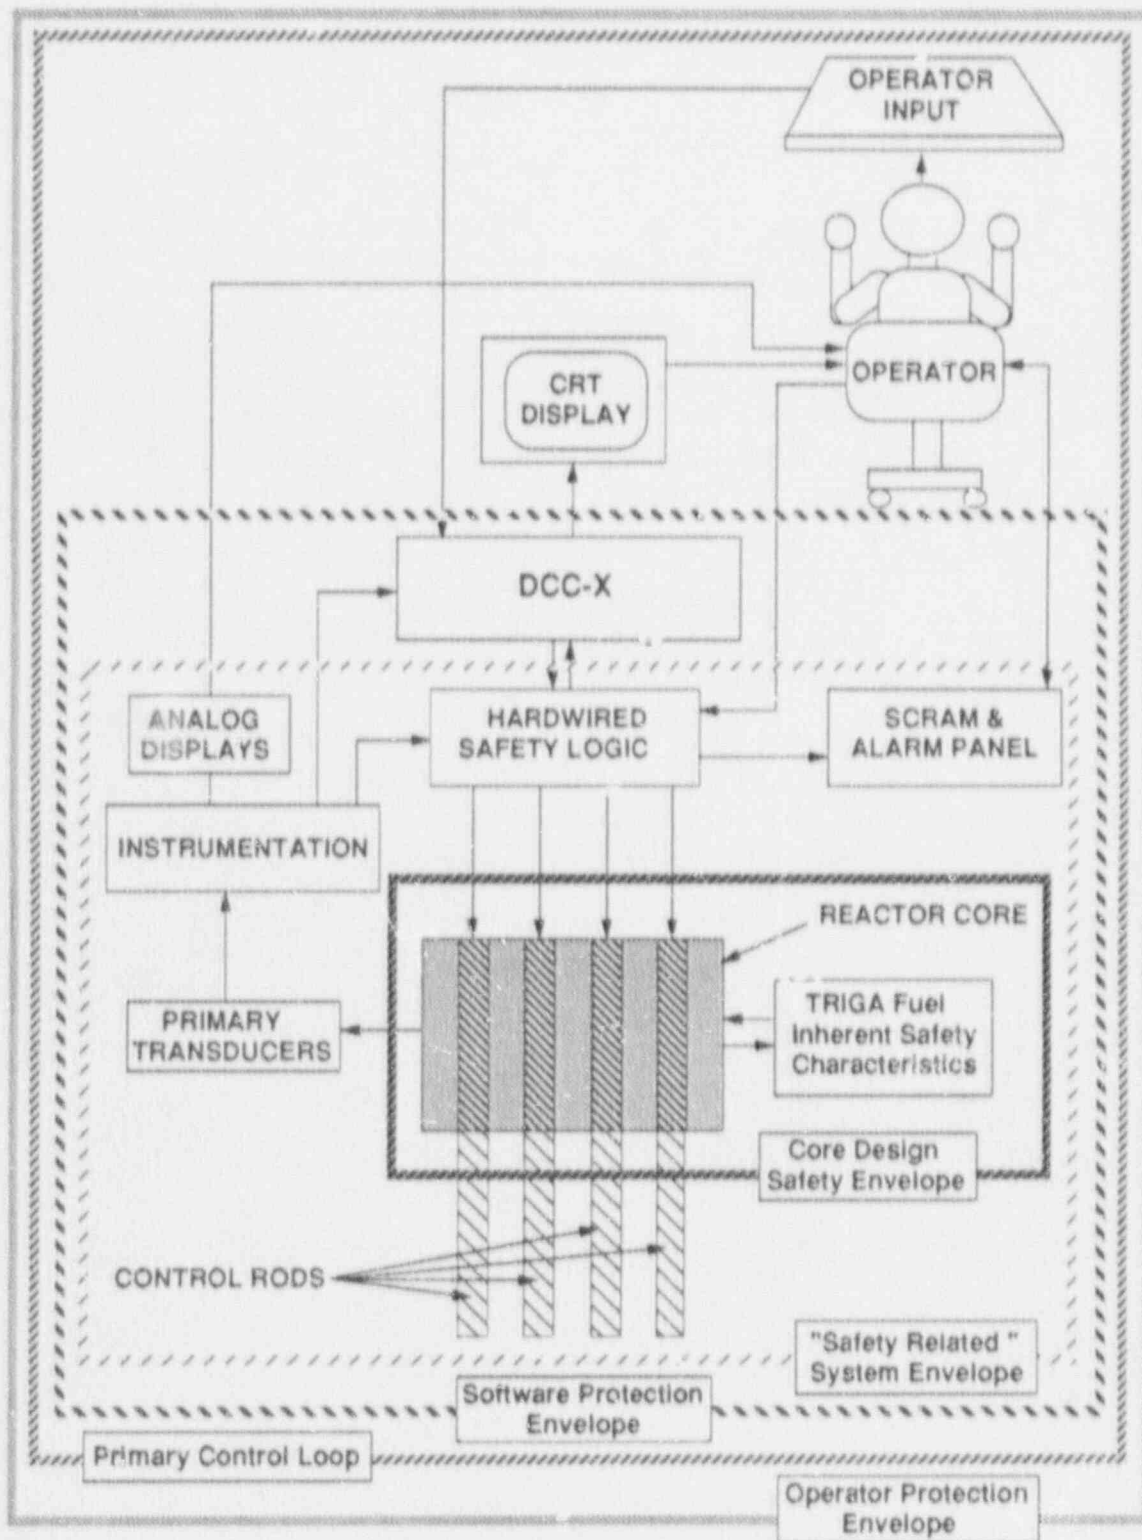 OPERATOR
INPUT
OPERATOR
CRT
DISPLAY
DCC-X
ANALOG
DISPLAYS
HARDWIRED
SAFETY LOGIC
SCRAM &
ALARM PANEL
INSTRUMENTATION
REACTOR CORE
PRIMARY
TRANSDUCERS
TRIGA Fuel
Inherent Safety
Characteristics
Core Design
Safety Envelope
CONTROL RODS
"Safety Related "
System Envelope
Software Protection
Envelope
Primary Control Loop
Operator Protection
Envelope